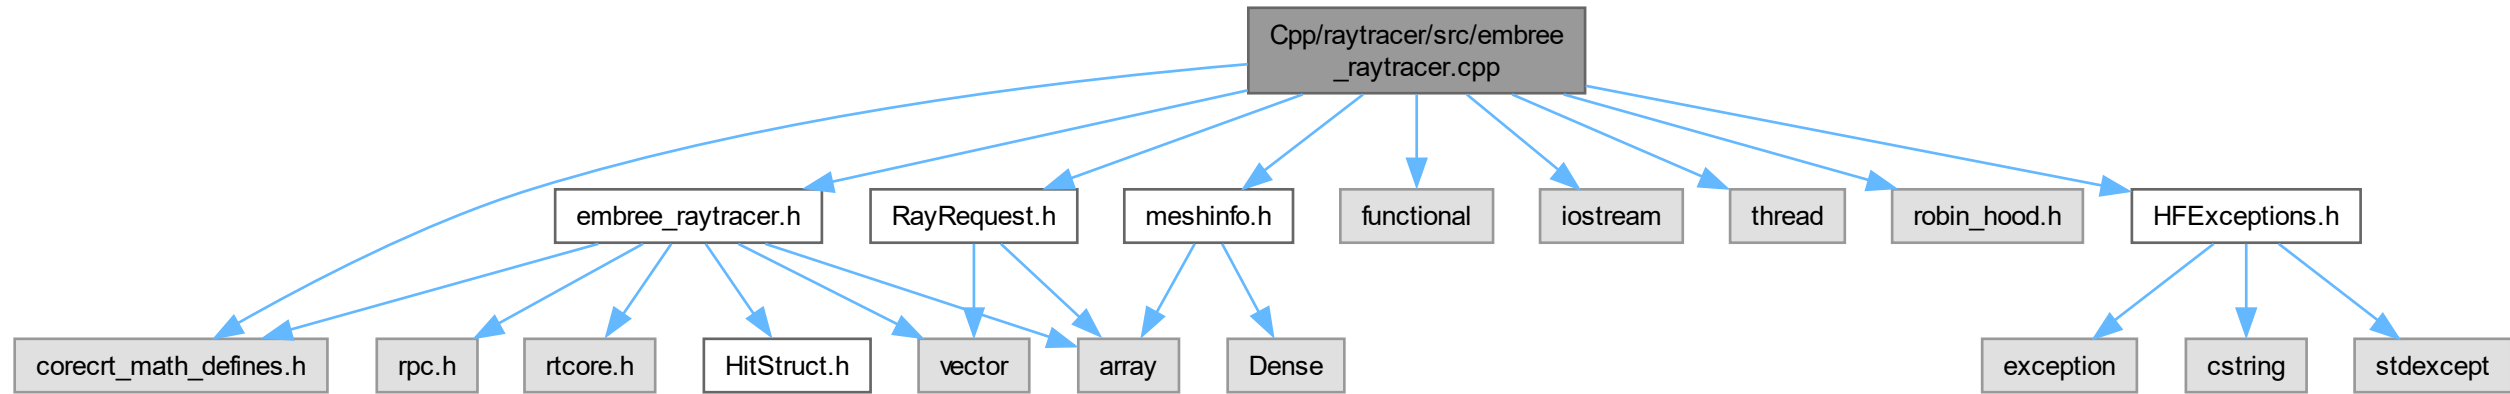 Cpp/raytracer/src/embree
_raytracer.cpp
embree_raytracer.h
RayRequest.h
meshinfo.h
functional
iostream
thread
robin_hood.h
HFExceptions.h
corecrt_math_defines.h
rpc.h
rtcore.h
HitStruct.h
vector
array
Dense
exception
cstring
stdexcept